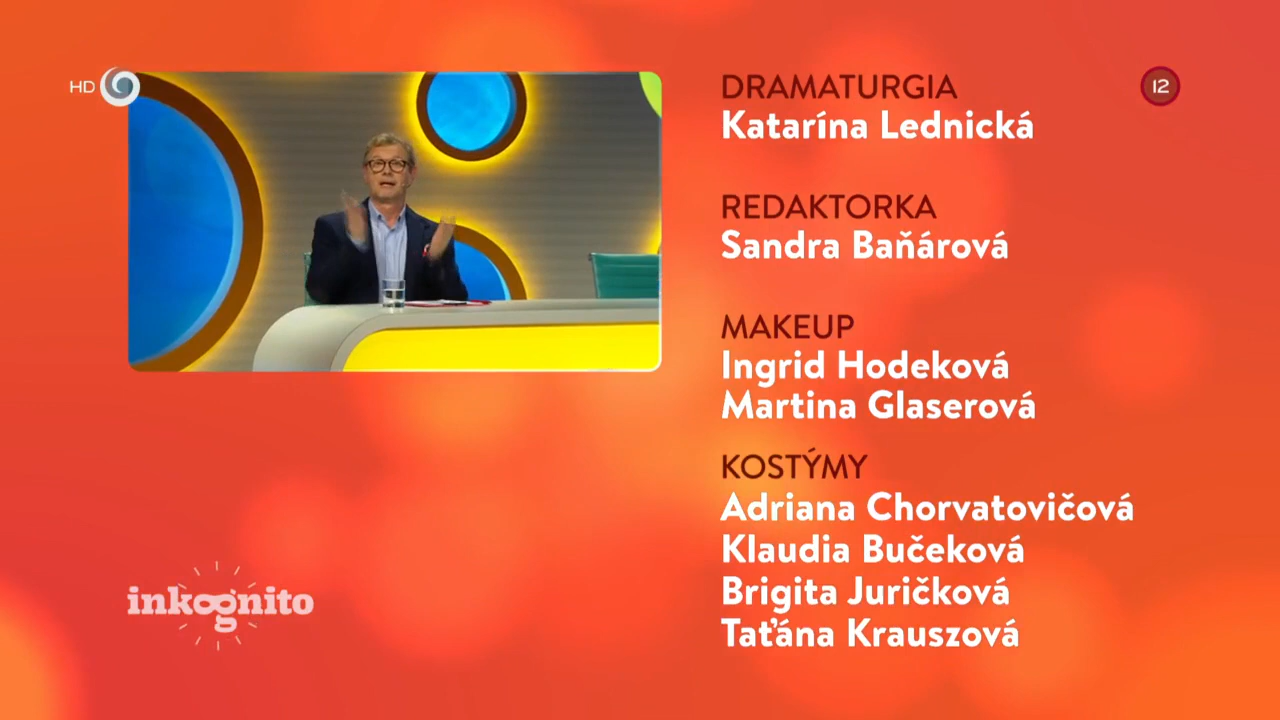 HD
12
DRAMATURGIA
Katarína Lednická
REDAKTORKA
Sandra Baňárová
MAKEUP
Ingrid Hodeková
Martina Glaserová
KOSTÝMY
Adriana Chorvatovičová
Klaudia Bučeková
Brigita Juričková
Taťána Krauszová
inkognito